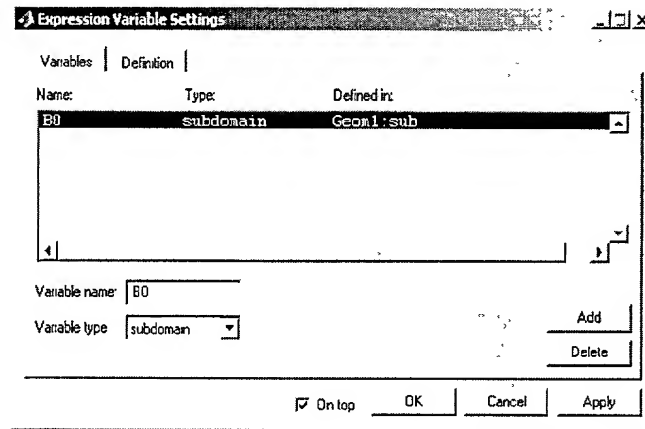 Expression Variable Settings
Variables Definition
Name: Type: Defined in:
B0 subdomain Geom1:sub
Variable name: B0
Variable type subdomain
Add
Delete
On top OK Cancel Apply